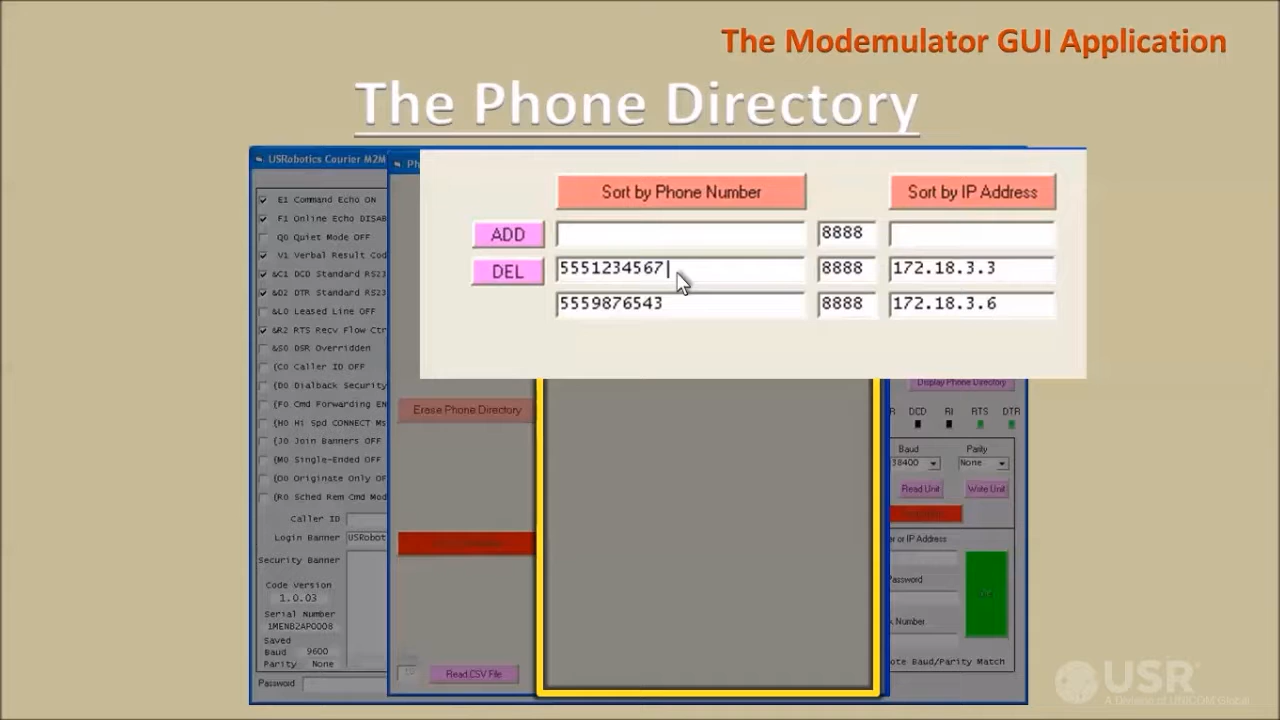 The Modemulator GUI Application
The Phone Directory
USRobotics Courier M2M
Ph
Sort by Phone Number
Sort by IP Address
ADD
8888
DEL
5551234567
8888
172.18.3.3
5559876543
8888
172.18.3.6
E1 Command Echo ON
F1 Online Echo DISAB
Q0 Quiet Mode OFF
V1 Verbal Result Cod
&C1 DCD Standard RS23
&D2 DTR Standard RS23
&L0 Leased Line OFF
&R2 RTS Recv Flow Ctr
&S0 DSR Overridden
{C0 Caller ID OFF
{D0 Dialback Security
{F0 Cmd Forwarding EN
{H0 Hi Spd CONNECT Ms
{J0 Join Banners OFF
{M0 Single-Ended OFF
{O0 Originate Only OF
{R0 Sched Rem Cmd Mod
Caller ID
Login Banner USRobot
Security Banner
Code Version
1.0.03
Serial Number
1MENB2AP0008
Saved
Baud 9600
Parity None
Password
Erase Phone Directory
Read CSV File
Display Phone Directory
R DCD RI RTS DTR
Baud Parity
38400 None
Read Unit Write Unit
er or IP Address
Password
k Number
ote Baud/Parity Match
USR
A Division of UNICOM Global